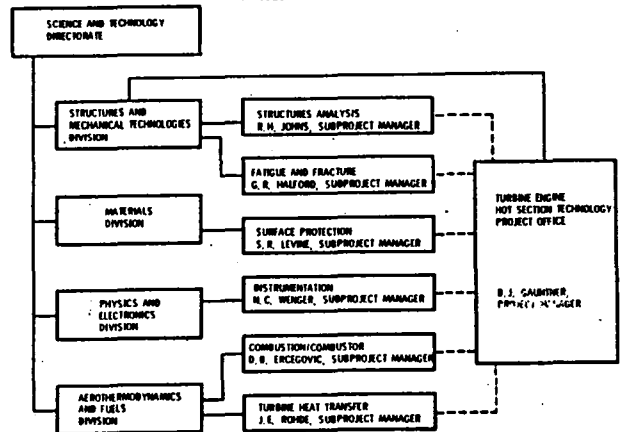 SCIENCE AND TECHNOLOGY
DIRECTORATE
STRUCTURES AND
MECHANICAL TECHNOLOGIES
DIVISION
STRUCTURES ANALYSIS
R. H. JOHNS, SUBPROJECT MANAGER
FATIGUE AND FRACTURE
G. R. HALFORD, SUBPROJECT MANAGER
MATERIALS
DIVISION
SURFACE PROTECTION
S. R. LEVINE, SUBPROJECT MANAGER
TURBINE ENGINE
HOT SECTION TECHNOLOGY
PROJECT OFFICE
D. J. GAUNTNER,
PROJECT MANAGER
PHYSICS AND
ELECTRONICS
DIVISION
INSTRUMENTATION
N. C. WENGER, SUBPROJECT MANAGER
COMBUSTION/COMBUSTOR
D. B. ERCEGOVIC, SUBPROJECT MANAGER
AEROTHERMODYNAMICS
AND FUELS
DIVISION
TURBINE HEAT TRANSFER
J. E. ROHDE, SUBPROJECT MANAGER